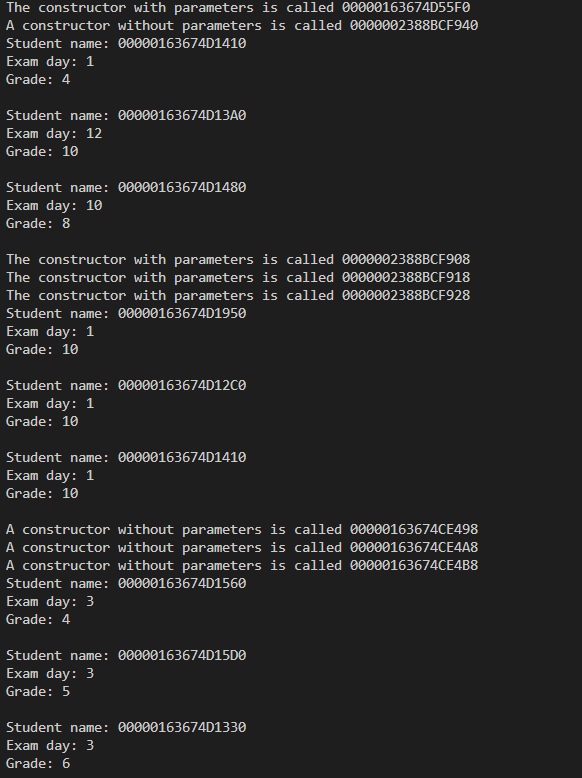 The constructor with parameters is called 00000163674D55F0
A constructor without parameters is called 0000002388BCF940
Student name: 00000163674D1410
Exam day: 1
Grade: 4
Student name: 00000163674D13A0
Exam day: 12
Grade: 10
Student name: 00000163674D1480
Exam day: 10
Grade: 8
The constructor with parameters is called 0000002388BCF908
The constructor with parameters is called 0000002388BCF918
The constructor with parameters is called 0000002388BCF928
Student name: 00000163674D1950
Exam day: 1
Grade: 10
Student name: 00000163674D12C0
Exam day: 1
Grade: 10
Student name: 00000163674D1410
Exam day: 1
Grade: 10
A constructor without parameters is called 00000163674CE498
A constructor without parameters is called 00000163674CE4A8
A constructor without parameters is called 00000163674CE4B8
Student name: 00000163674D1560
Exam day: 3
Grade: 4
Student name: 00000163674D15D0
Exam day: 3
Grade: 5
Student name: 00000163674D1330
Exam day: 3
Grade: 6